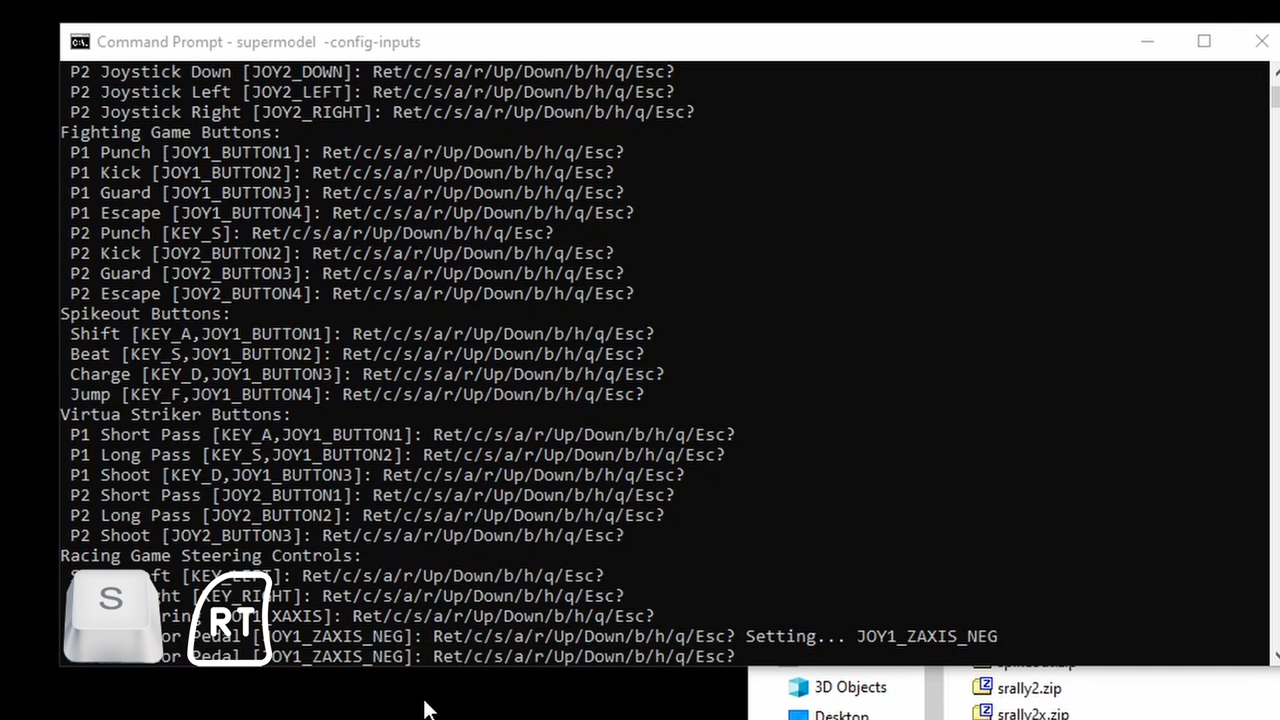 Command Prompt - supermodel -config-inputs
P2 Joystick Down [JOY2_DOWN]: Ret/c/s/a/r/Up/Down/b/h/q/Esc?
P2 Joystick Left [JOY2_LEFT]: Ret/c/s/a/r/Up/Down/b/h/q/Esc?
P2 Joystick Right [JOY2_RIGHT]: Ret/c/s/a/r/Up/Down/b/h/q/Esc?
Fighting Game Buttons:
P1 Punch [JOY1_BUTTON1]: Ret/c/s/a/r/Up/Down/b/h/q/Esc?
P1 Kick [JOY1_BUTTON2]: Ret/c/s/a/r/Up/Down/b/h/q/Esc?
P1 Guard [JOY1_BUTTON3]: Ret/c/s/a/r/Up/Down/b/h/q/Esc?
P1 Escape [JOY1_BUTTON4]: Ret/c/s/a/r/Up/Down/b/h/q/Esc?
P2 Punch [KEY_S]: Ret/c/s/a/r/Up/Down/b/h/q/Esc?
P2 Kick [JOY2_BUTTON2]: Ret/c/s/a/r/Up/Down/b/h/q/Esc?
P2 Guard [JOY2_BUTTON3]: Ret/c/s/a/r/Up/Down/b/h/q/Esc?
P2 Escape [JOY2_BUTTON4]: Ret/c/s/a/r/Up/Down/b/h/q/Esc?
Spikeout Buttons:
Shift [KEY_A,JOY1_BUTTON1]: Ret/c/s/a/r/Up/Down/b/h/q/Esc?
Beat [KEY_S,JOY1_BUTTON2]: Ret/c/s/a/r/Up/Down/b/h/q/Esc?
Charge [KEY_D,JOY1_BUTTON3]: Ret/c/s/a/r/Up/Down/b/h/q/Esc?
Jump [KEY_F,JOY1_BUTTON4]: Ret/c/s/a/r/Up/Down/b/h/q/Esc?
Virtua Striker Buttons:
P1 Short Pass [KEY_A,JOY1_BUTTON1]: Ret/c/s/a/r/Up/Down/b/h/q/Esc?
P1 Long Pass [KEY_S,JOY1_BUTTON2]: Ret/c/s/a/r/Up/Down/b/h/q/Esc?
P1 Shoot [KEY_D,JOY1_BUTTON3]: Ret/c/s/a/r/Up/Down/b/h/q/Esc?
P2 Short Pass [JOY2_BUTTON1]: Ret/c/s/a/r/Up/Down/b/h/q/Esc?
P2 Long Pass [JOY2_BUTTON2]: Ret/c/s/a/r/Up/Down/b/h/q/Esc?
P2 Shoot [JOY2_BUTTON3]: Ret/c/s/a/r/Up/Down/b/h/q/Esc?
Racing Game Steering Controls:
[KEY_LEFT]: Ret/c/s/a/r/Up/Down/b/h/q/Esc?
[KEY_RIGHT]: Ret/c/s/a/r/Up/Down/b/h/q/Esc?
Ret/c/s/a/r/Up/Down/b/h/q/Esc?
Pedal [JOY1_ZAXIS_NEG]: Ret/c/s/a/r/Up/Down/b/h/q/Esc? Setting... JOY1_ZAXIS_NEG
Pedal [JOY1_ZAXIS_NEG]: Ret/c/s/a/r/Up/Down/b/h/q/Esc?
S
RT
3D Objects
Desktop
srally2.zip
srally2x.zip